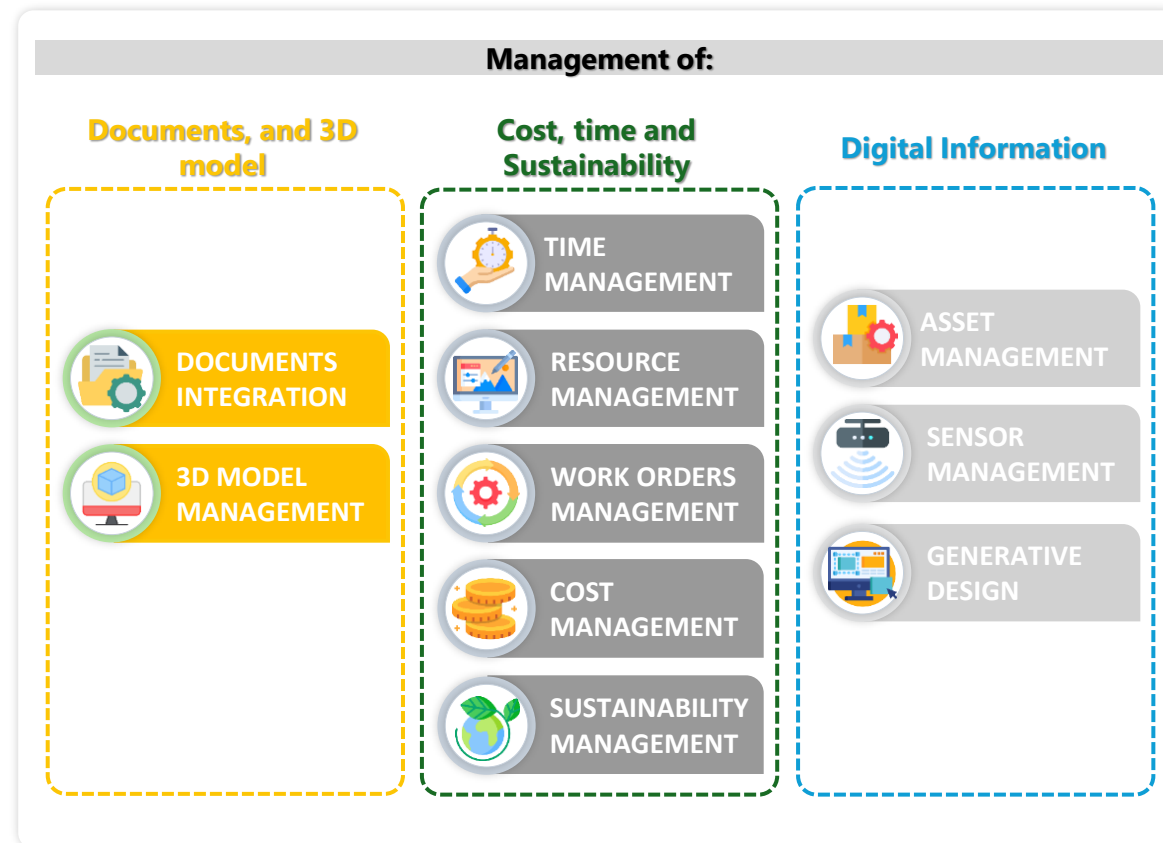 Management of:
Documents, and 3D
model
DOCUMENTS
INTEGRATION
3D MODEL
MANAGEMENT
Cost, time and
Sustainability
TIME
MANAGEMENT
RESOURCE
MANAGEMENT
WORK ORDERS
MANAGEMENT
COST
MANAGEMENT
SUSTAINABILITY
MANAGEMENT
Digital Information
ASSET
MANAGEMENT
SENSOR
MANAGEMENT
GENERATIVE
DESIGN